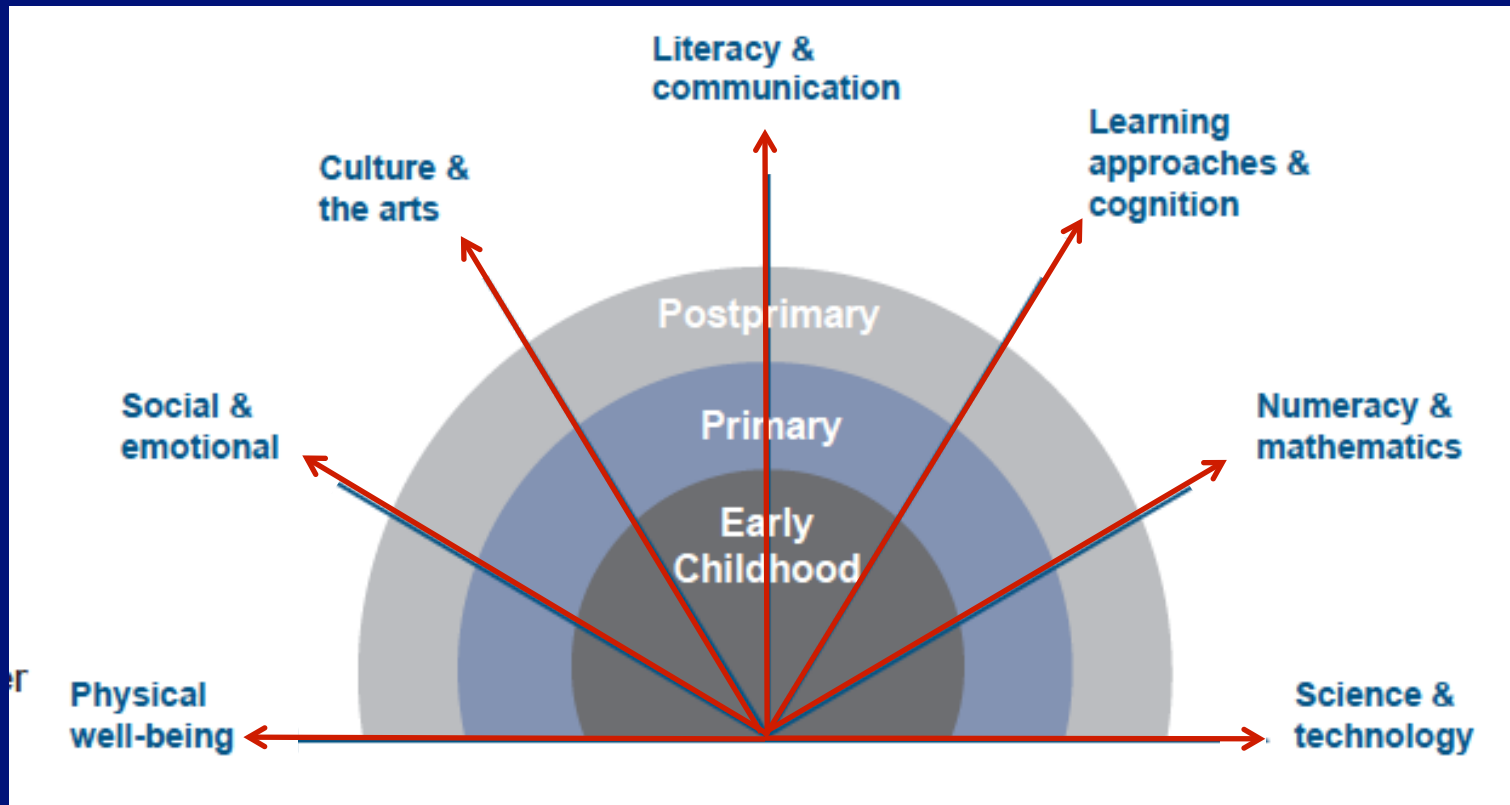 Literacy &
communication
Learning
approaches &
cognition
Culture &
the arts
Postprimary
Social &
emotional
Primary
Numeracy &
mathematics
Early
Childhood
er
Physical
well-being
Science &
technology